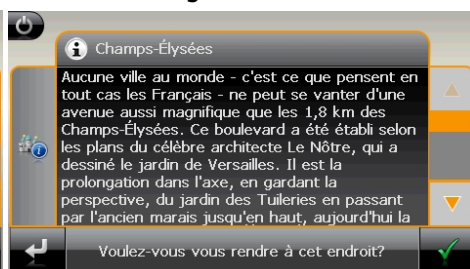 Champs-Élysées
Aucune ville au monde - c'est ce que pensent en
tout cas les Français - ne peut se vanter d'une
avenue aussi magnifique que les 1,8 km des
Champs-Élysées. Ce boulevard a été établi selon
les plans du célèbre architecte Le Nôtre, qui a
dessiné le jardin de Versailles. Il est la
prolongation dans l'axe, en gardant la
perspective, du jardin des Tuileries en passant
par l'ancien marais jusqu'en haut, aujourd'hui la
Voulez-vous vous rendre à cet endroit?